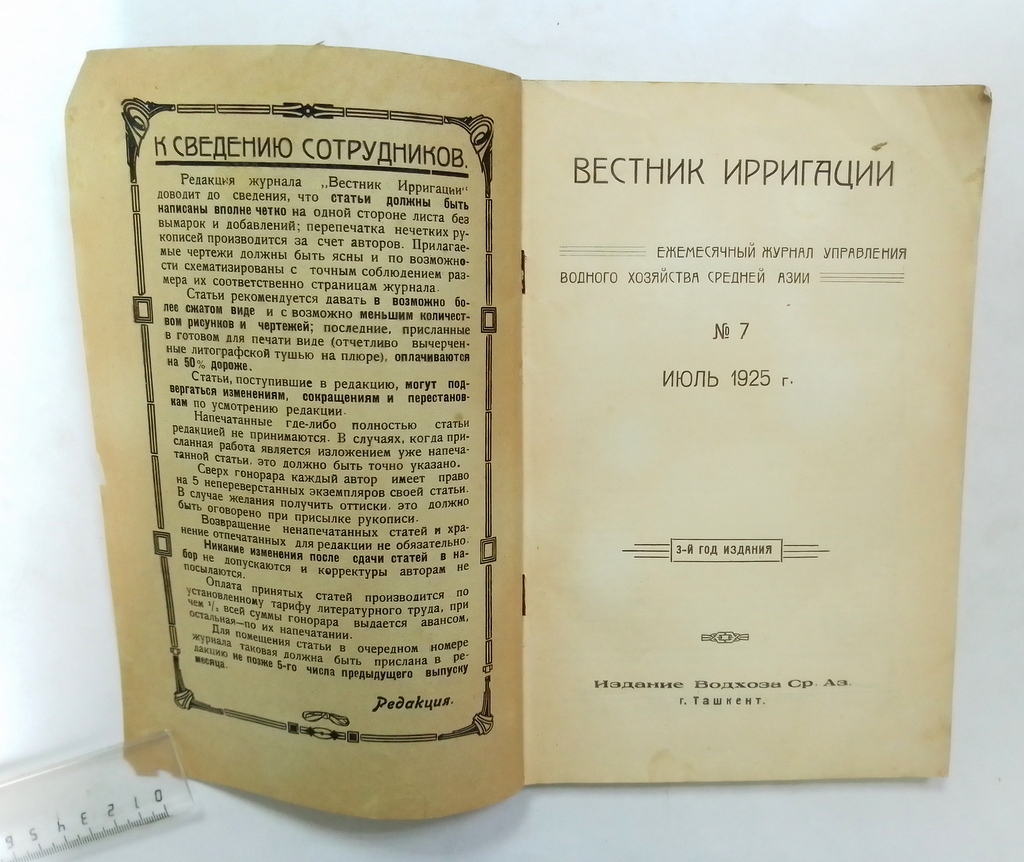 К СВЕДЕНИЮ СОТРУДНИКОВ.
Редакция журнала „Вестник Ирригации"
доводит до сведения, что статьи должны быть
написаны вполне четко на одной стороне листа без
вымарок и добавлений; перепечатка нечетких ру-
кописей производится за счет авторов. Прилагае-
мые чертежи должны быть ясны и по возможно-
сти схематизированы с точным соблюдением раз-
мера их соответственно страницам журнала.
Статьи рекомендуется давать в возможно бо-
лее сжатом виде и с возможно меньшим количест-
вом рисунков и чертежей; последние, присланные
в готовом для печати виде (отчетливо вычерчен-
ные литографской тушью на плюре), оплачиваются
на 50% дороже.
Статьи, поступившие в редакцию, могут под-
вергаться изменениям, сокращениям и перестанов-
кам по усмотрению редакции.
Напечатанные где-либо полностью статьи
редакцией не принимаются. В случаях, когда при-
сланная работа является изложением уже напеча-
танной статьи, это должно быть точно указано.
Сверх гонорара каждый автор имеет право
на 5 непереверстанных экземпляров своей статьи.
В случае желания получить оттиски, это должно
быть оговорено при присылке рукописи.
Возвращение ненапечатанных статей и хра-
нение отпечатанных для редакции не обязательно.
Никакие изменения после сдачи статей в на-
бор не допускаются и корректуры авторам не
посылаются.
Оплата принятых статей производится по
установленному тарифу литературного труда, при
чем всей суммы гонорара выдается авансом,
остальная—по их напечатании.
Для помещения статьи в очередном номере
журнала таковая должна быть прислана в ре-
дакцию не позже 5-го числа предыдущего выпуску
месяца.
Редакция.
ВЕСТНИК ИРРИГАЦИИ
ЕЖЕМЕСЯЧНЫЙ ЖУРНАЛ УПРАВЛЕНИЯ
ВОДНОГО ХОЗЯЙСТВА СРЕДНЕЙ АЗИИ
№ 7
ИЮЛЬ 1925 г.
3-Й ГОД ИЗДАНИЯ
Издание Водхоза Ср. Аз.
г. Ташкент.
0 1 2 3 4 5 6